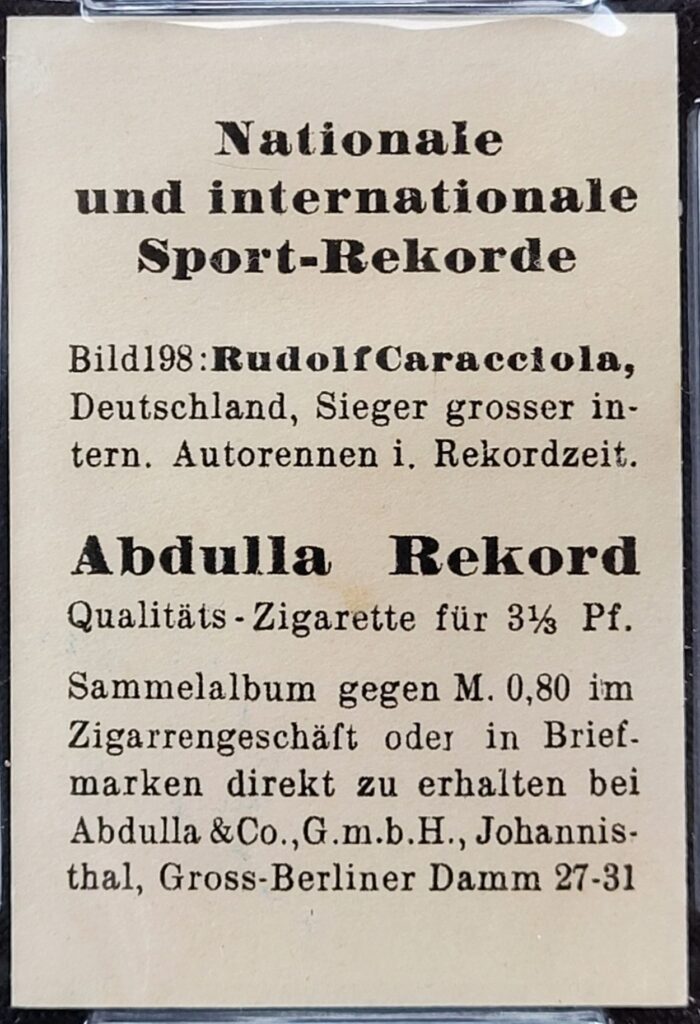 Nationale
und internationale
Sport-Rekorde
Bild198: Rudolf Caracciola,
Deutschland, Sieger grosser in-
tern. Autorennen i. Rekordzeit.
Abdulla Rekord
Qualitäts-Zigarette für 3⅓ Pf.
Sammelalbum gegen M. 0,80 im
Zigarrengeschäft oder in Brief-
marken direkt zu erhalten bei
Abdulla & Co., G.m.b.H., Johannis-
thal, Gross-Berliner Damm 27-31